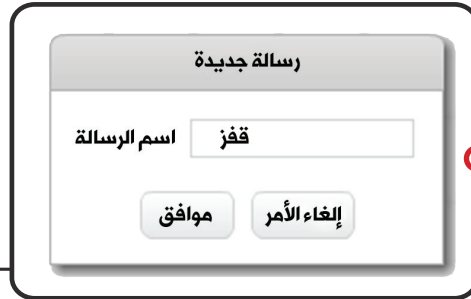 رسالة جديدة
اسم الرسالة قفز
موافق إلغاء الأمر